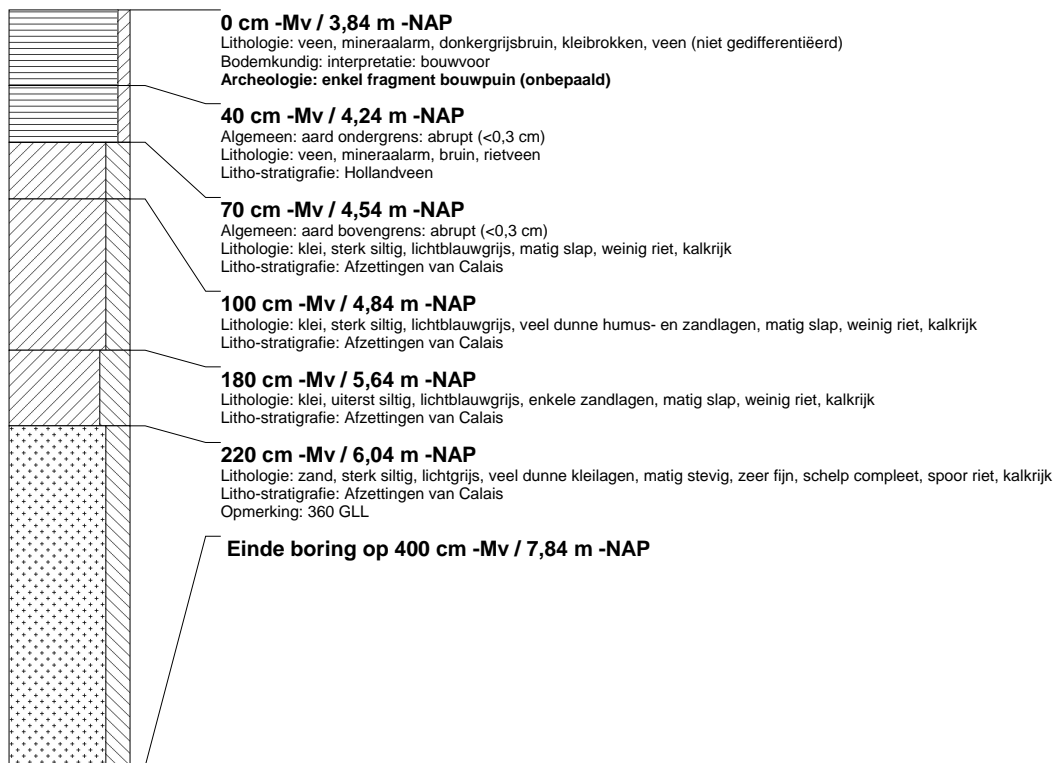 0 cm -Mv / 3,84 m -NAP
Lithologie: veen, mineraalarm, donkergrijsbruin, kleibrokken, veen (niet gedifferentiëerd)
Bodemkundig: interpretatie: bouwvoor
Archeologie: enkel fragment bouwpuin (onbepaald)
40 cm -Mv / 4,24 m -NAP
Algemeen: aard ondergrens: abrupt (<0,3 cm)
Lithologie: veen, mineraalarm, bruin, rietveen
Litho-stratigrafie: Hollandveen
70 cm -Mv / 4,54 m -NAP
Algemeen: aard bovengrens: abrupt (<0,3 cm)
Lithologie: klei, sterk siltig, lichtblauwgrijs, matig slap, weinig riet, kalkrijk
Litho-stratigrafie: Afzettingen van Calais
100 cm -Mv / 4,84 m -NAP
Lithologie: klei, sterk siltig, lichtblauwgrijs, veel dunne humus- en zandlagen, matig slap, weinig riet, kalkrijk
Litho-stratigrafie: Afzettingen van Calais
180 cm -Mv / 5,64 m -NAP
Lithologie: klei, uiterst siltig, lichtblauwgrijs, enkele zandlagen, matig slap, weinig riet, kalkrijk
Litho-stratigrafie: Afzettingen van Calais
220 cm -Mv / 6,04 m -NAP
Lithologie: zand, sterk siltig, lichtgrijs, veel dunne kleilagen, matig stevig, zeer fijn, schelp compleet, spoor riet, kalkrijk
Litho-stratigrafie: Afzettingen van Calais
Opmerking: 360 GLL
Einde boring op 400 cm -Mv / 7,84 m -NAP